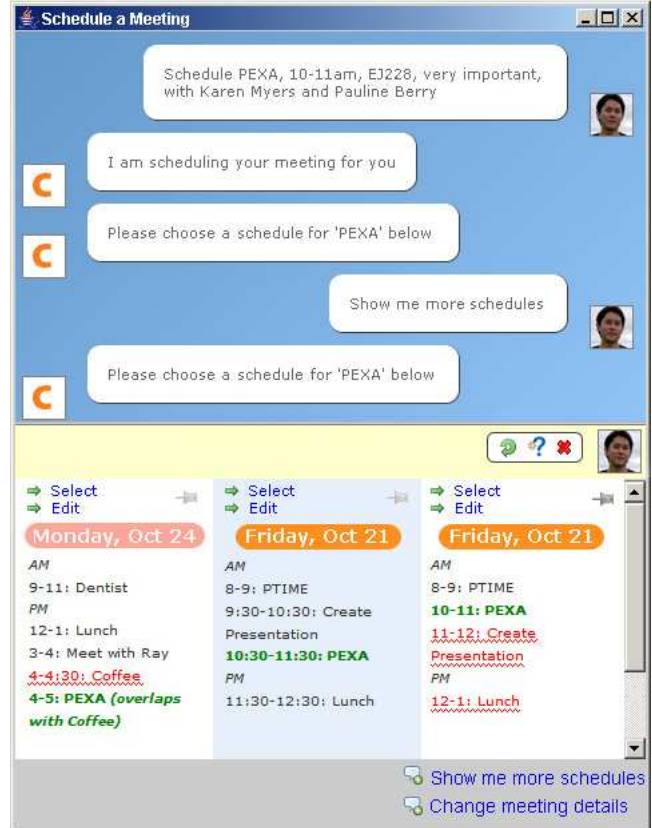 Schedule a Meeting
Schedule PEXA, 10-11am, EJ228, very important,
with Karen Myers and Pauline Berry
I am scheduling your meeting for you
C
Please choose a schedule for 'PEXA' below
C
Show me more schedules
Please choose a schedule for 'PEXA' below
C
?
Select
Edit
Monday, Oct 24
AM
9-11: Dentist
PM
12-1: Lunch
3-4: Meet with Ray
4-4:30: Coffee
4-5: PEXA (overlaps
with Coffee)
Select
Edit
Friday, Oct 21
AM
8-9: PTIME
9:30-10:30: Create
Presentation
10:30-11:30: PEXA
PM
11:30-12:30: Lunch
Select
Edit
Friday, Oct 21
AM
8-9: PTIME
10-11: PEXA
11-12: Create
Presentation
PM
12-1: Lunch
Show me more schedules
Change meeting details